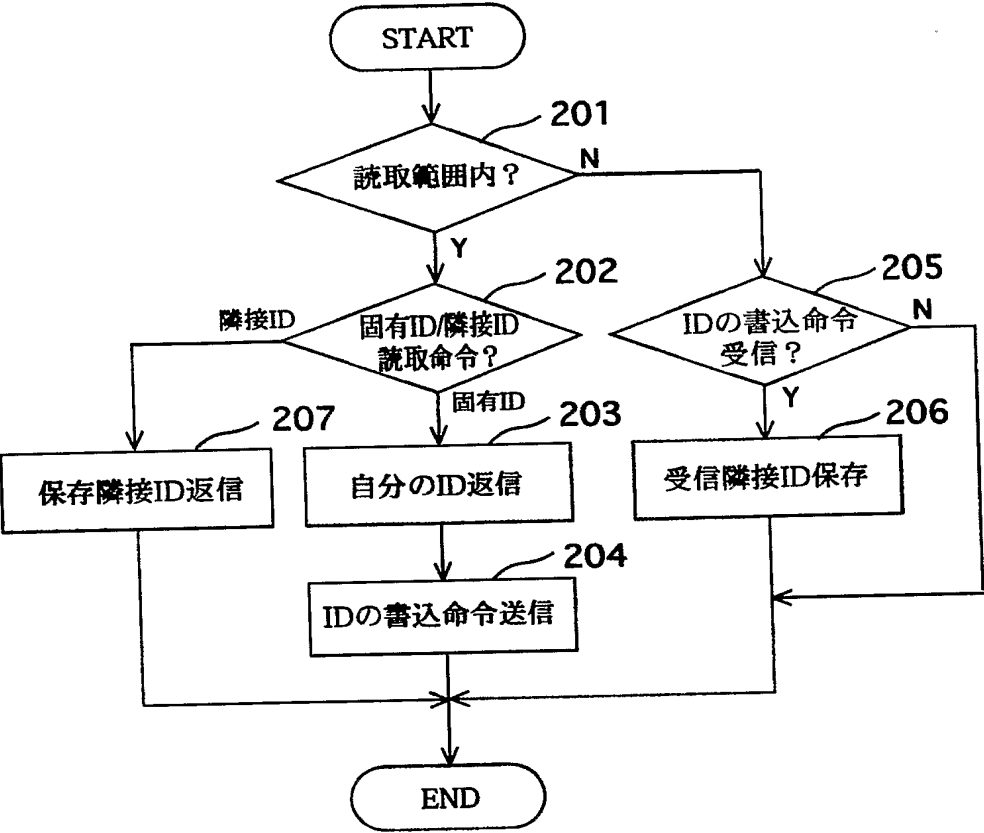 START
201
読取範囲内？
N
Y
202
205
隣接ID
固有ID/隣接ID
読取命令？
IDの書込命令
受信？
N
固有ID
Y
207
203
206
保存隣接ID返信
自分のID返信
受信隣接ID保存
204
IDの書込命令送信
END